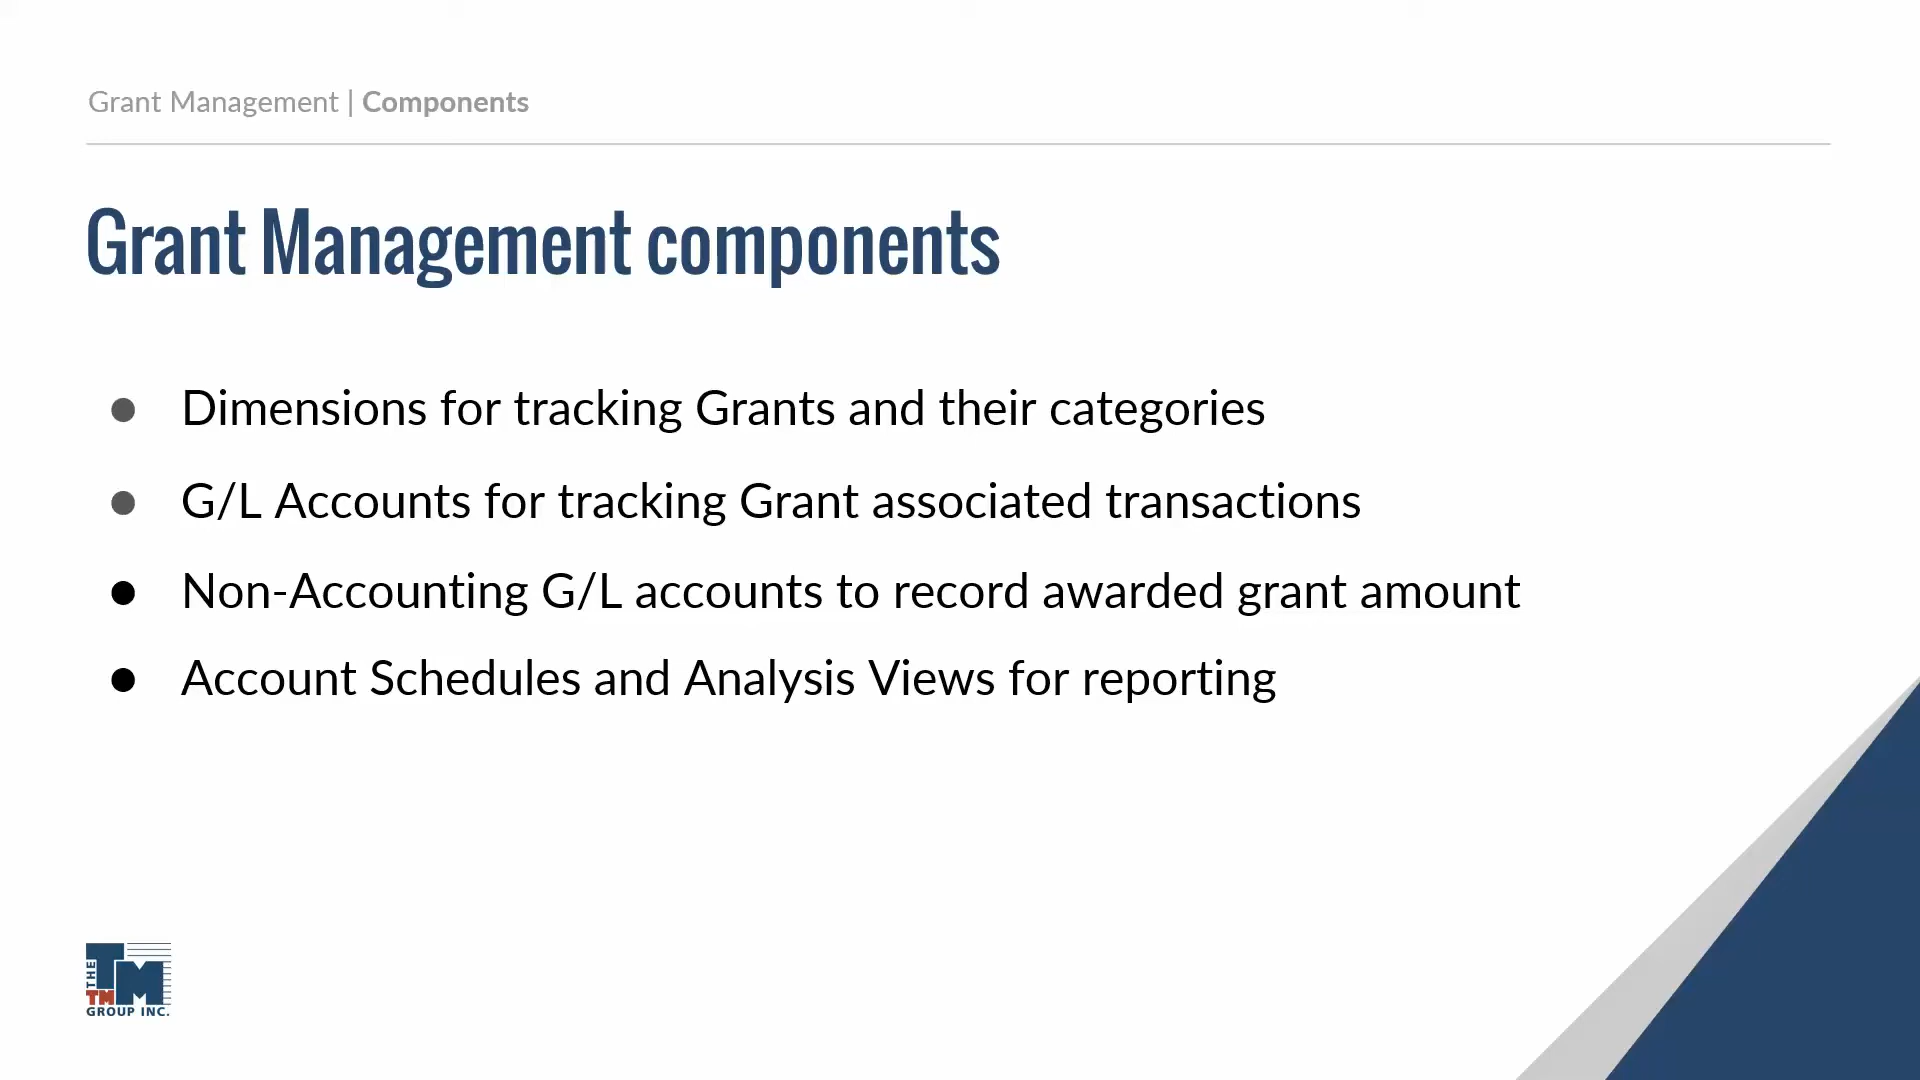 Grant Management | Components
Grant Management components
● Dimensions for tracking Grants and their categories
● G/L Accounts for tracking Grant associated transactions
● Non-Accounting G/L accounts to record awarded grant amount
● Account Schedules and Analysis Views for reporting
THE
TM
TM
GROUP INC.